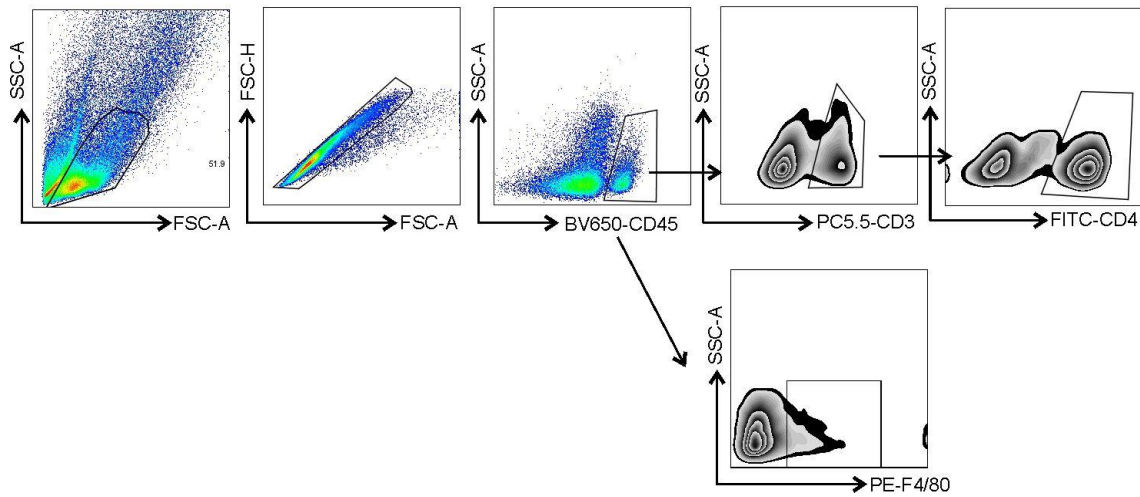 SSC-A
51.9
FSC-A
FSC-H
FSC-A
SSC-A
BV650-CD45
SSC-A
PC5.5-CD3
SSC-A
FITC-CD4
SSC-A
PE-F4/80